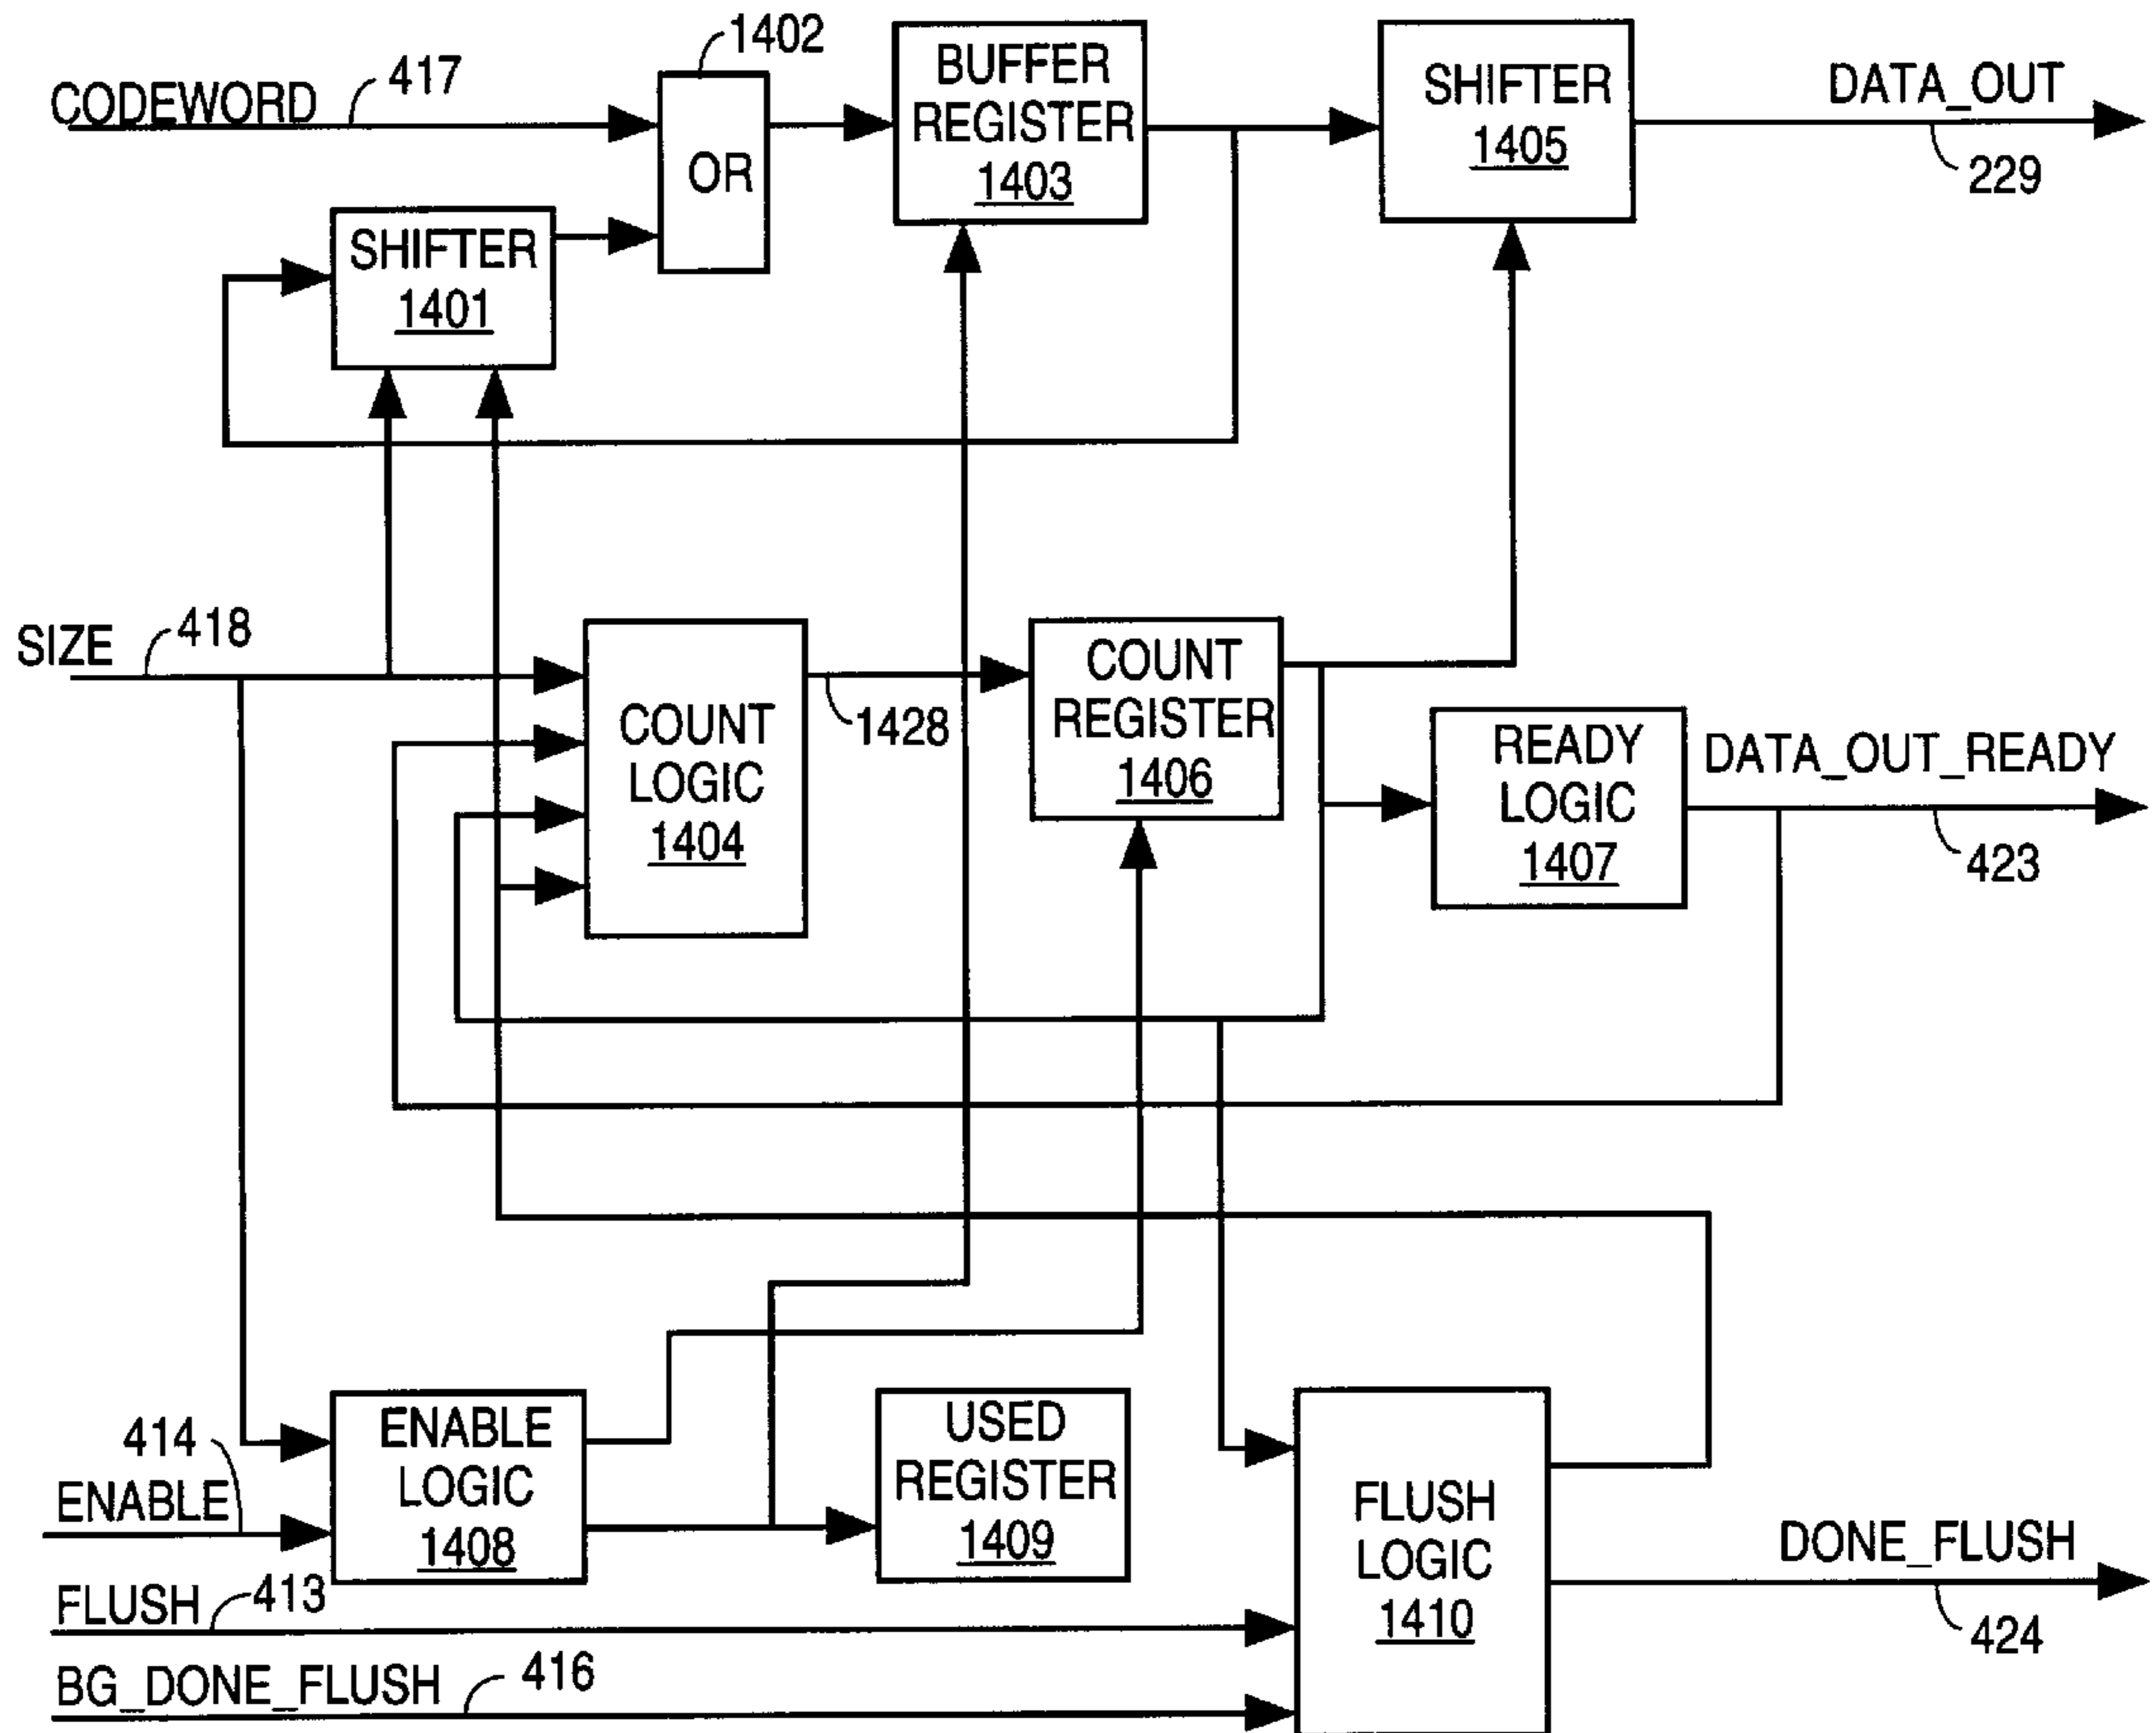 1402
CODEWORD
417
OR
BUFFER
REGISTER
1403
SHIFTER
1405
DATA_OUT
229
SHIFTER
1401
SIZE
418
COUNT
LOGIC
1404
1428
COUNT
REGISTER
1406
READY
LOGIC
1407
DATA_OUT_READY
423
414
ENABLE
ENABLE
LOGIC
1408
USED
REGISTER
1409
FLUSH
LOGIC
1410
DONE_FLUSH
424
FLUSH
413
BG_DONE_FLUSH
416